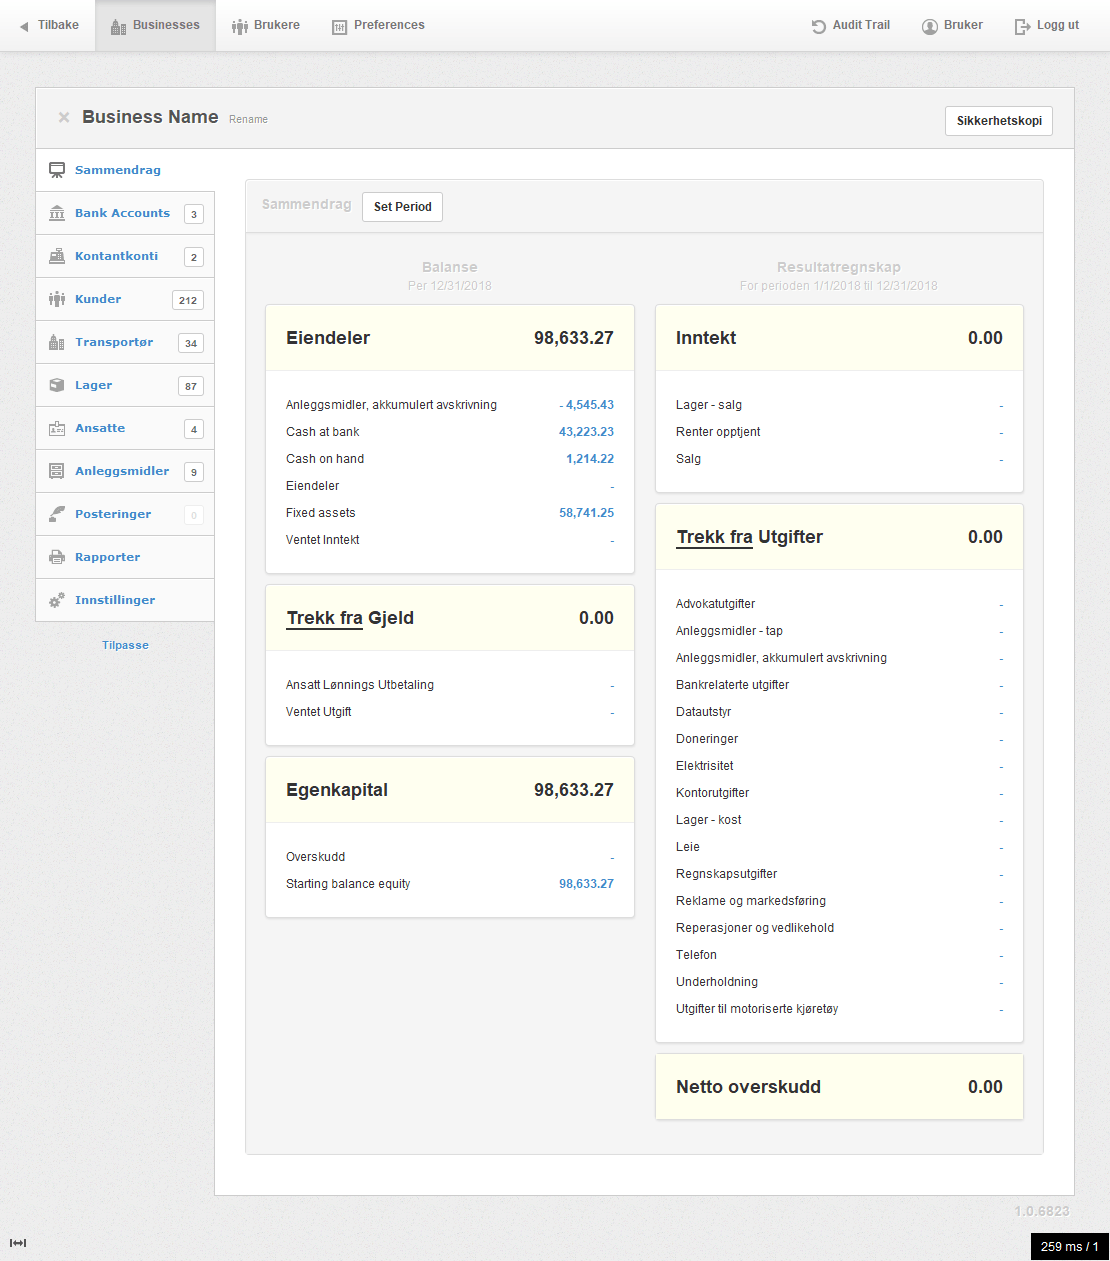 Tilbake Businesses Brukere Preferences Audit Trail Bruker Logg ut
× Business Name Rename Sikkerhetskopi
Sammendrag
Bank Accounts 3
Kontantkonti 2
Kunder 212
Transportør 34
Lager 87
Ansatte 4
Anleggsmidler 9
Posteringer 0
Rapporter
Innstillinger
Tilpasse
Sammendrag Set Period
Balanse
Per 12/31/2018
Eiendeler 98,633.27
Anleggsmidler, akkumulert avskrivning - 4,545.43
Cash at bank 43,223.23
Cash on hand 1,214.22
Eiendeler -
Fixed assets 58,741.25
Ventet Inntekt -
Trekk fra Gjeld 0.00
Ansatt Lønnings Utbetaling -
Ventet Utgift -
Egenkapital 98,633.27
Overskudd -
Starting balance equity 98,633.27
Resultatregnskap
For perioden 1/1/2018 til 12/31/2018
Inntekt 0.00
Lager - salg -
Renter opptjent -
Salg -
Trekk fra Utgifter 0.00
Advokatutgifter -
Anleggsmidler - tap -
Anleggsmidler, akkumulert avskrivning -
Bankrelaterte utgifter -
Datautstyr -
Doneringer -
Elektrisitet -
Kontorutgifter -
Lager - kost -
Leie -
Regnskapsutgifter -
Reklame og markedsføring -
Reperasjoner og vedlikehold -
Telefon -
Underholdning -
Utgifter til motoriserte kjøretøy -
Netto overskudd 0.00
1.0.6823
259 ms / 1